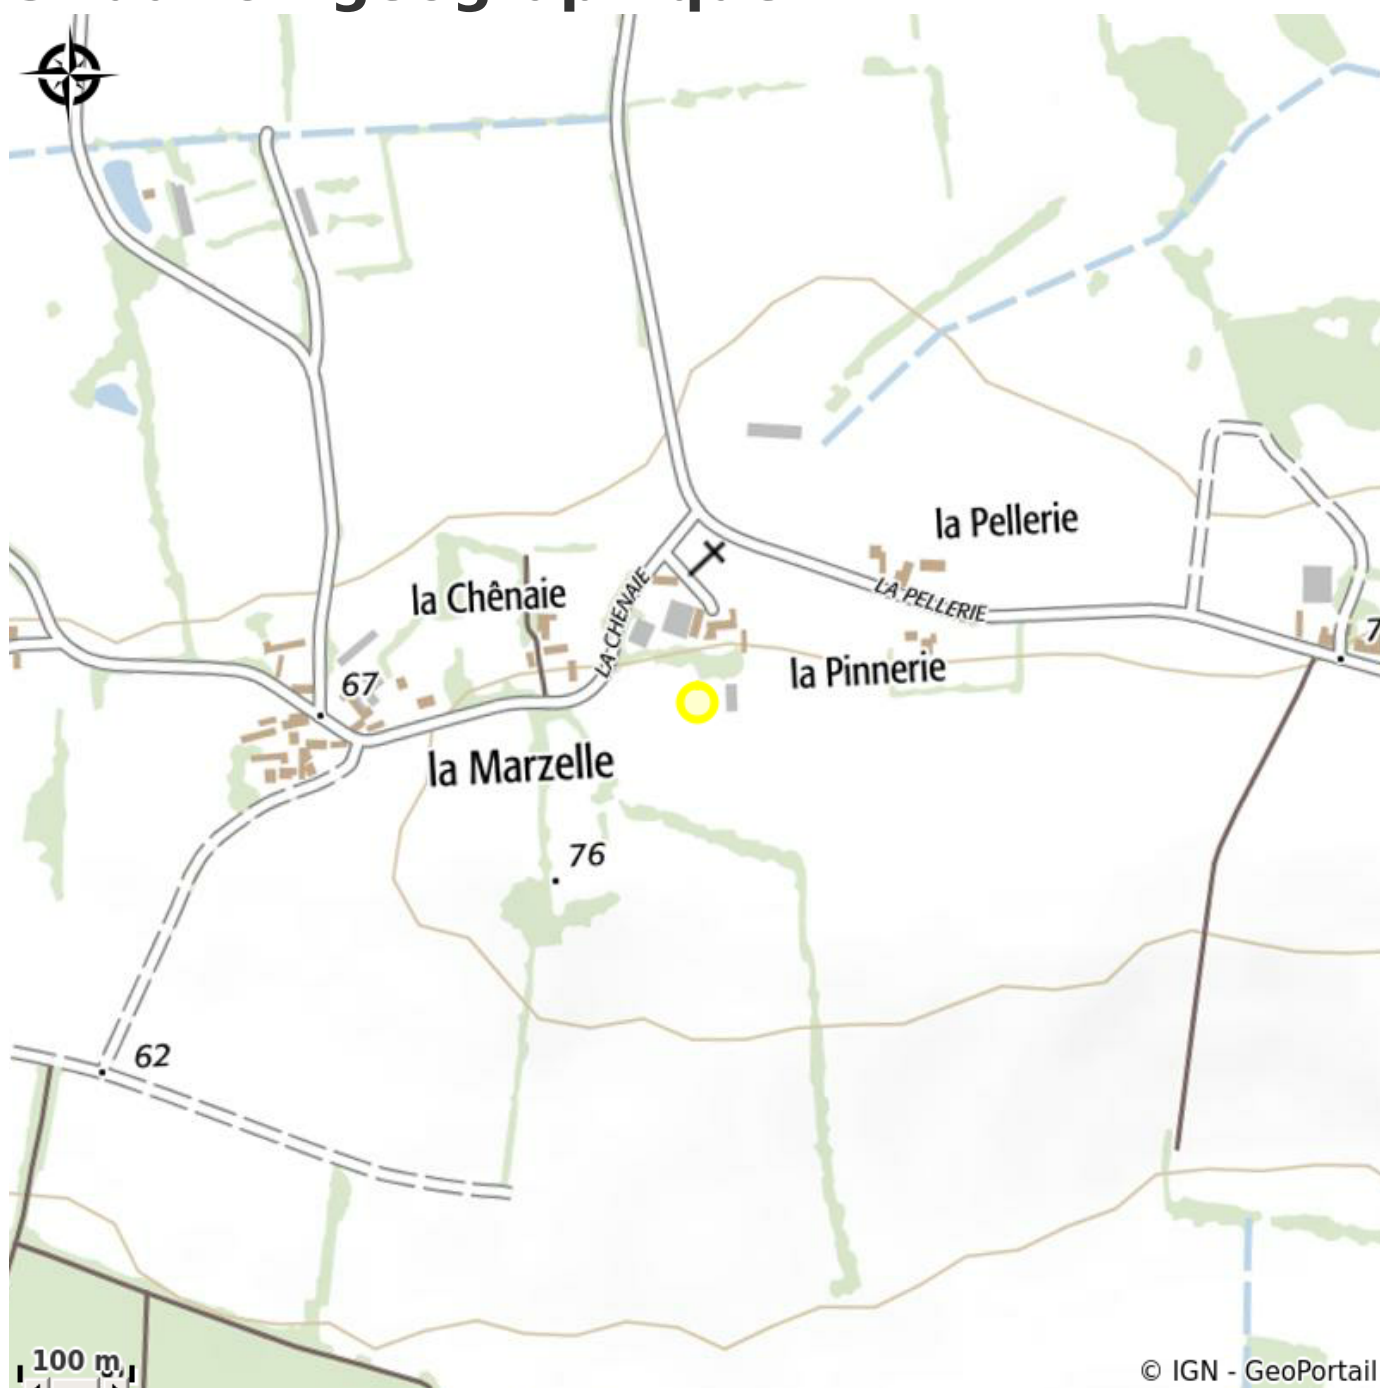 la Pellerie
la Chênaie
LA CHENAIE
LA PELLERIE
la Pinnerie
67
la Marzelle
76
62
100 m
© IGN - GeoPortail